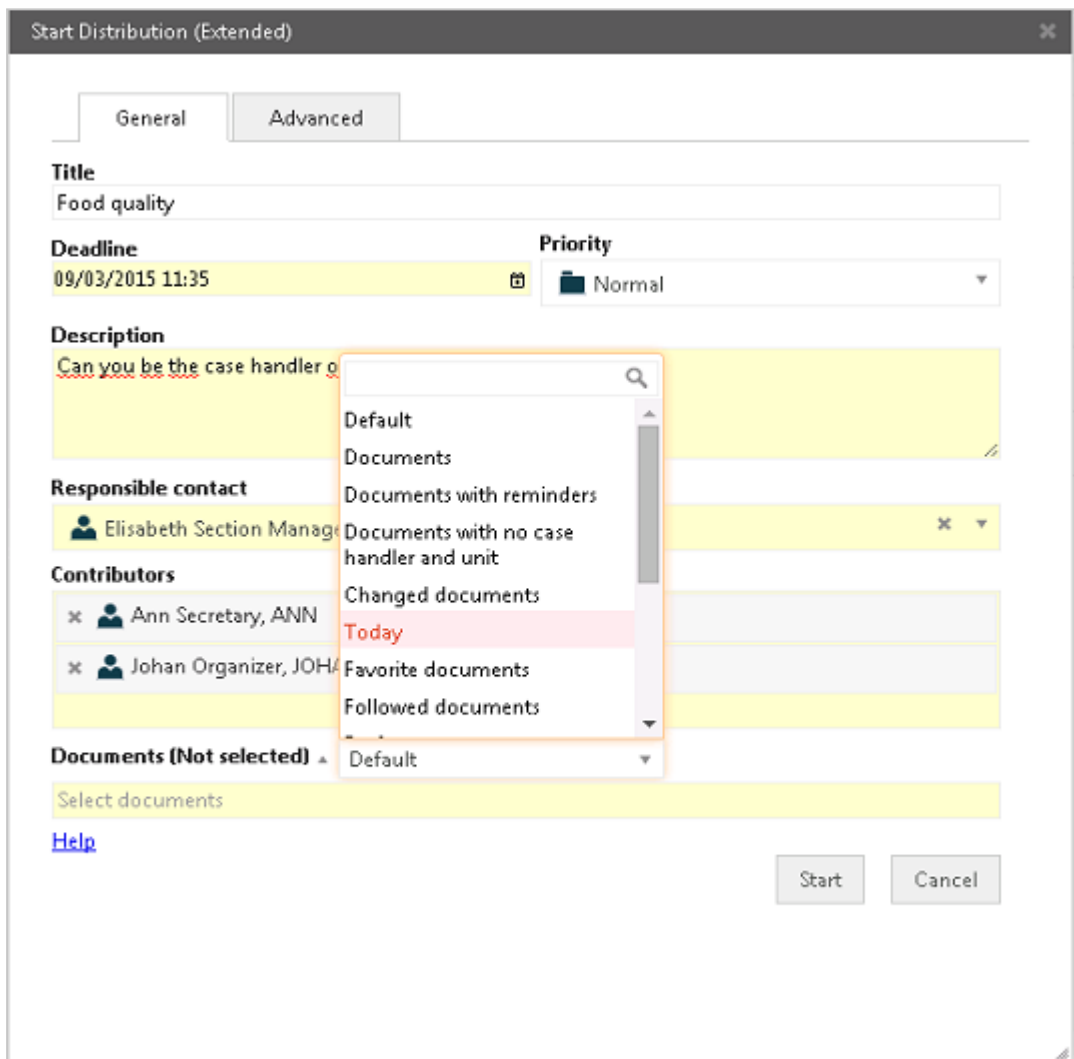 Start Distribution (Extended)
General
Advanced
Title
Food quality
Deadline
Priority
09/03/2015 11:35
Normal
Description
Can you be the case handler o
Default
Documents
Documents with reminders
Documents with no case
handler and unit
Changed documents
Today
Favorite documents
Followed documents
Responsible contact
Elisabeth Section Manage
Contributors
Ann Secretary, ANN
Johan Organizer, JOHA
Documents (Not selected)
Default
Select documents
Help
Start
Cancel